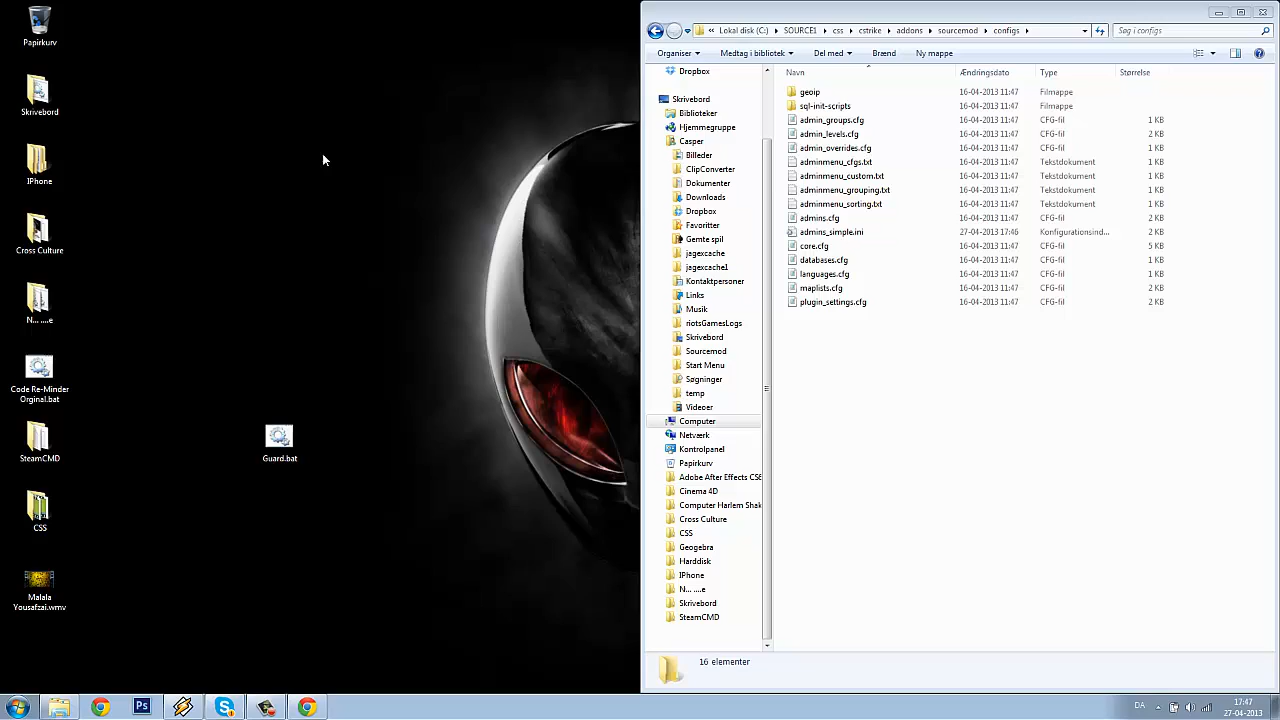 Papirkurv
Skrivebord
IPhone
Cross Culture
N... ...e
Code Re-Minder
Orginal.bat
SteamCMD
CSS
Malala
Yousafzai.wmv
Guard.bat
« Lokal disk (C:) ▸ SOURCE1 ▸ css ▸ cstrike ▸ addons ▸ sourcemod ▸ configs ▸
Søg i configs
Organiser Medtag i bibliotek Del med Brænd Ny mappe
Dropbox
Skrivebord
Biblioteker
Hjemmegruppe
Casper
Billeder
ClipConverter
Dokumenter
Downloads
Dropbox
Favoritter
Gemte spil
jagexcache
jagexcache1
Kontaktpersoner
Links
Musik
riotsGamesLogs
Skrivebord
Sourcemod
Start Menu
Søgninger
temp
Videoer
Computer
Netværk
Kontrolpanel
Papirkurv
Adobe After Effects CS6
Cinema 4D
Computer Harlem Shak
Cross Culture
CSS
Geogebra
Harddisk
IPhone
N... ...e
Skrivebord
SteamCMD
Navn Ændringsdato Type Størrelse
geoip 16-04-2013 11:47 Filmappe
sql-init-scripts 16-04-2013 11:47 Filmappe
admin_groups.cfg 16-04-2013 11:47 CFG-fil 1 KB
admin_levels.cfg 16-04-2013 11:47 CFG-fil 1 KB
admin_overrides.cfg 16-04-2013 11:47 CFG-fil 1 KB
adminmenu_cfgs.txt 16-04-2013 11:47 Tekstdokument 1 KB
adminmenu_custom.txt 16-04-2013 11:47 Tekstdokument 1 KB
adminmenu_grouping.txt 16-04-2013 11:47 Tekstdokument 1 KB
adminmenu_sorting.txt 16-04-2013 11:47 Tekstdokument 1 KB
admins.cfg 16-04-2013 11:47 CFG-fil 2 KB
admins_simple.ini 27-04-2013 17:46 Konfigurationsind... 2 KB
core.cfg 16-04-2013 11:47 CFG-fil 5 KB
databases.cfg 16-04-2013 11:47 CFG-fil 1 KB
languages.cfg 16-04-2013 11:47 CFG-fil 1 KB
maplists.cfg 16-04-2013 11:47 CFG-fil 2 KB
plugin_settings.cfg 16-04-2013 11:47 CFG-fil 2 KB
16 elementer
Ps
DA
17:47
27-04-2013